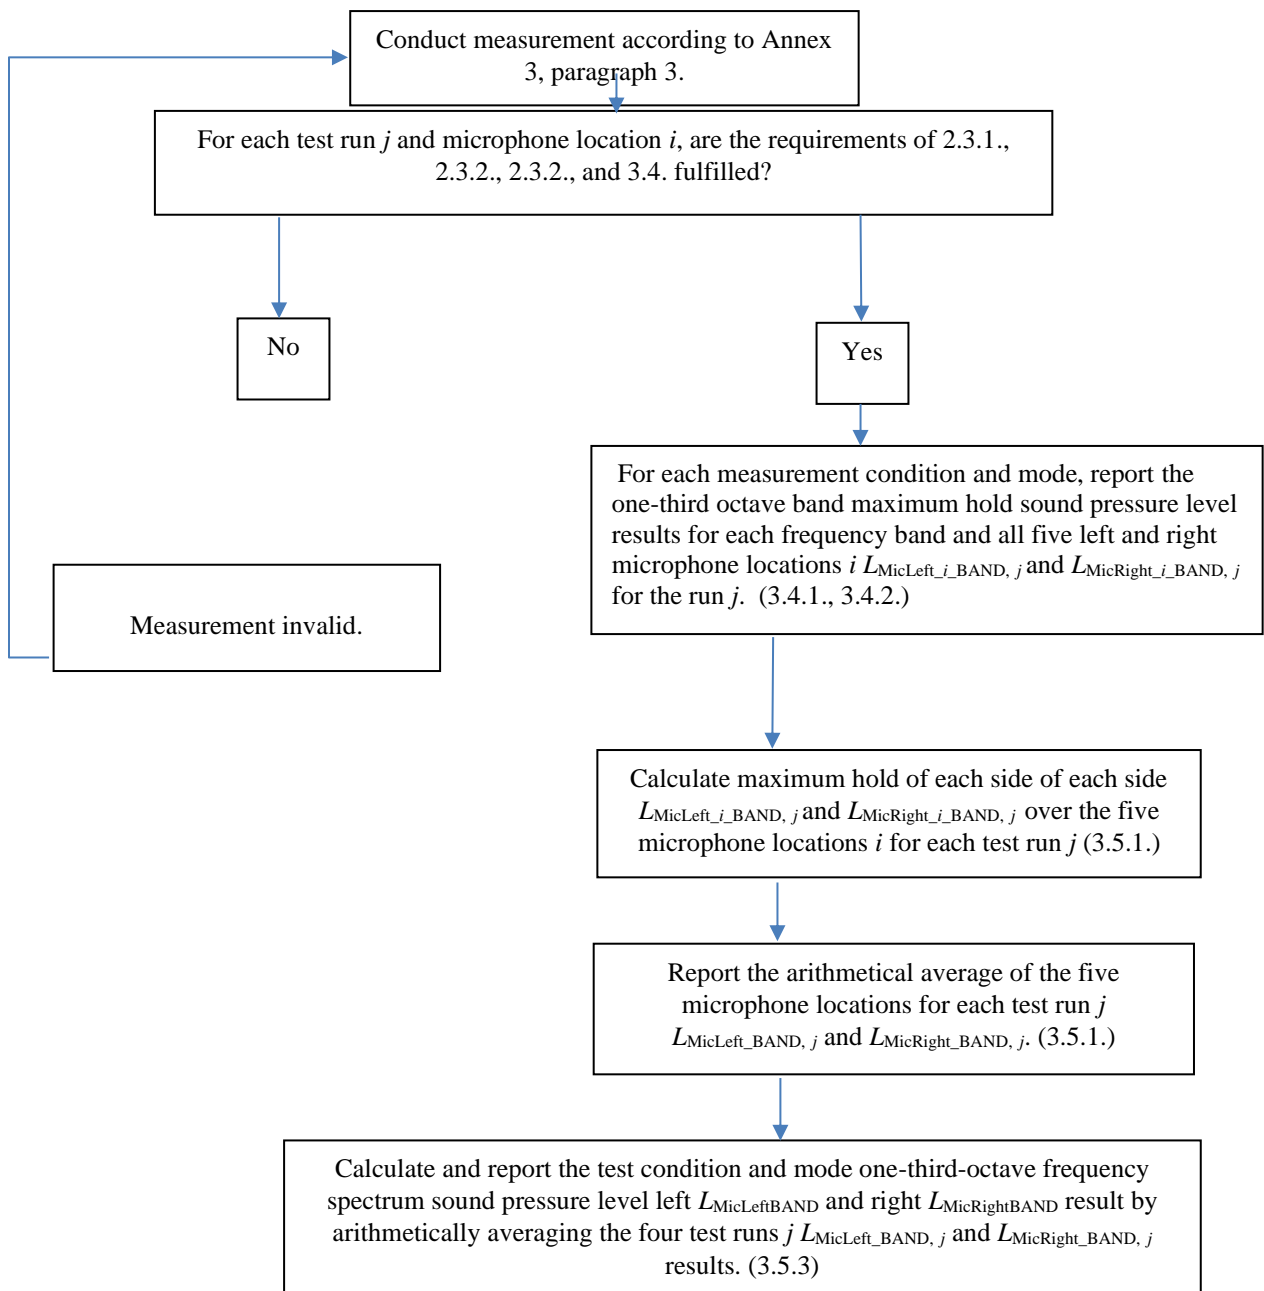 Conduct measurement according to Annex
3, paragraph 3.
For each test run j and microphone location i, are the requirements of 2.3.1.,
2.3.2., 2.3.2., and 3.4. fulfilled?
No
Yes
For each measurement condition and mode, report the
one-third octave band maximum hold sound pressure level
results for each frequency band and all five left and right
microphone locations i LMicLeft_i_BAND, j and LMicRight_i_BAND, j
for the run j. (3.4.1., 3.4.2.)
Measurement invalid.
Calculate maximum hold of each side of each side
LMicLeft_i_BAND, j and LMicRight_i_BAND, j over the five
microphone locations i for each test run j (3.5.1.)
Report the arithmetical average of the five
microphone locations for each test run j
LMicLeft_BAND, j and LMicRight_BAND, j. (3.5.1.)
Calculate and report the test condition and mode one-third-octave frequency
spectrum sound pressure level left LMicLeftBAND and right LMicRightBAND result by
arithmetically averaging the four test runs j LMicLeft_BAND, j and LMicRight_BAND, j
results. (3.5.3)